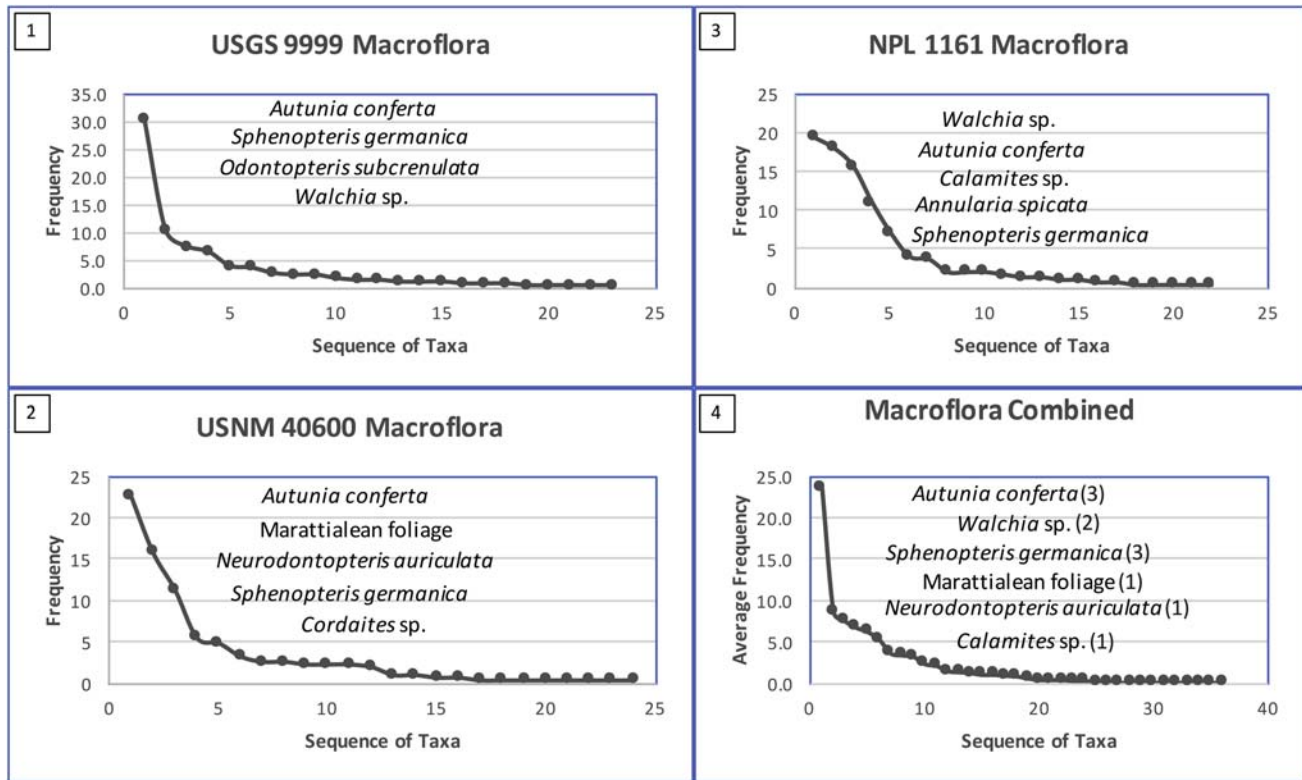 1
USGS 9999 Macroflora
35.0
30.0
25.0
20.0
15.0
10.0
5.0
0.0
Frequency
Autunia conferta
Sphenopteris germanica
Odontopteris subcrenulata
Walchia sp.
0 5 10 15 20 25
Sequence of Taxa
3
NPL 1161 Macroflora
25
20
15
10
5
0
Frequency
Walchia sp.
Autunia conferta
Calamites sp.
Annularia spicata
Sphenopteris germanica
0 5 10 15 20 25
Sequence of Taxa
2
USNM 40600 Macroflora
25
20
15
10
5
0
Frequency
Autunia conferta
Marattialean foliage
Neurodontopteris auriculata
Sphenopteris germanica
Cordaites sp.
0 5 10 15 20 25
Sequence of Taxa
4
Macroflora Combined
25.0
20.0
15.0
10.0
5.0
0.0
Average Frequency
Autunia conferta (3)
Walchia sp. (2)
Sphenopteris germanica (3)
Marattialean foliage (1)
Neurodontopteris auriculata (1)
Calamites sp. (1)
0 10 20 30 40
Sequence of Taxa